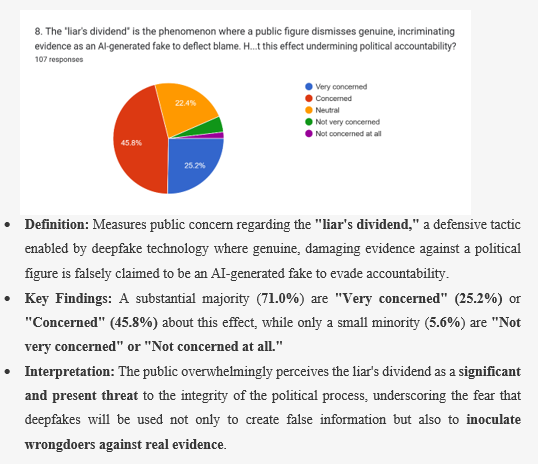 8. The "liar's dividend" is the phenomenon where a public figure dismisses genuine, incriminating
evidence as an AI-generated fake to deflect blame. H...t this effect undermining political accountability?
107 responses
Very concerned
Concerned
Neutral
Not very concerned
Not concerned at all
22.4%
45.8%
25.2%
• Definition: Measures public concern regarding the "liar's dividend," a defensive tactic
enabled by deepfake technology where genuine, damaging evidence against a political
figure is falsely claimed to be an AI-generated fake to evade accountability.
• Key Findings: A substantial majority (71.0%) are "Very concerned" (25.2%) or
"Concerned" (45.8%) about this effect, while only a small minority (5.6%) are "Not
very concerned" or "Not concerned at all."
• Interpretation: The public overwhelmingly perceives the liar's dividend as a significant
and present threat to the integrity of the political process, underscoring the fear that
deepfakes will be used not only to create false information but also to inoculate
wrongdoers against real evidence.